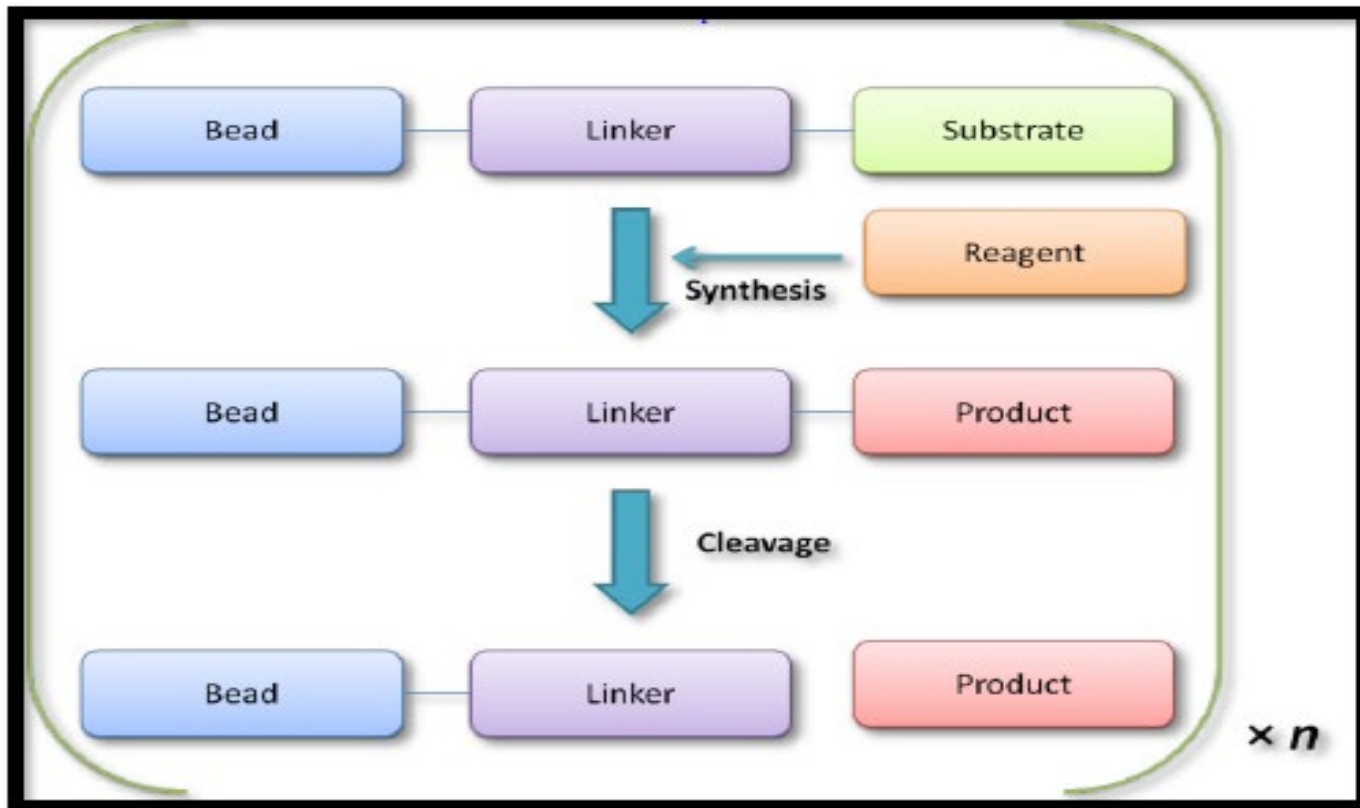 Bead Linker Substrate
Reagent
Synthesis
Bead Linker Product
Cleavage
Bead Linker Product
× n